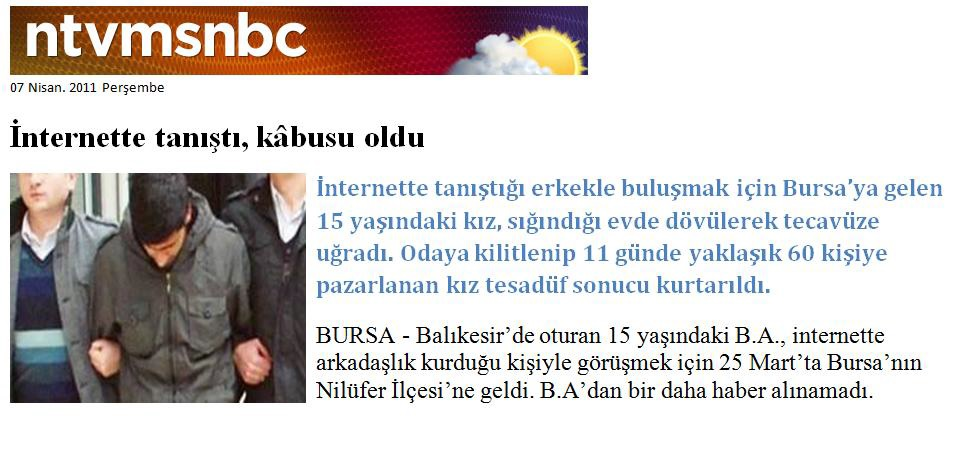 ntvmsnbc
07 Nisan. 2011 Perşembe
İnternette tanıştı, kâbusu oldu
İnternette tanıştığı erkekle buluşmak için Bursa’ya gelen
15 yaşındaki kız, sığındığı evde dövülerek tecavüze
uğradı. Odaya kilitlenip 11 günde yaklaşık 60 kişiye
pazarlanan kız tesadüf sonucu kurtarıldı.
BURSA - Balıkesir’de oturan 15 yaşındaki B.A., internette
arkadaşlık kurduğu kişiyle görüşmek için 25 Mart’ta Bursa’nın
Nilüfer İlçesi’ne geldi. B.A’dan bir daha haber alınamadı.